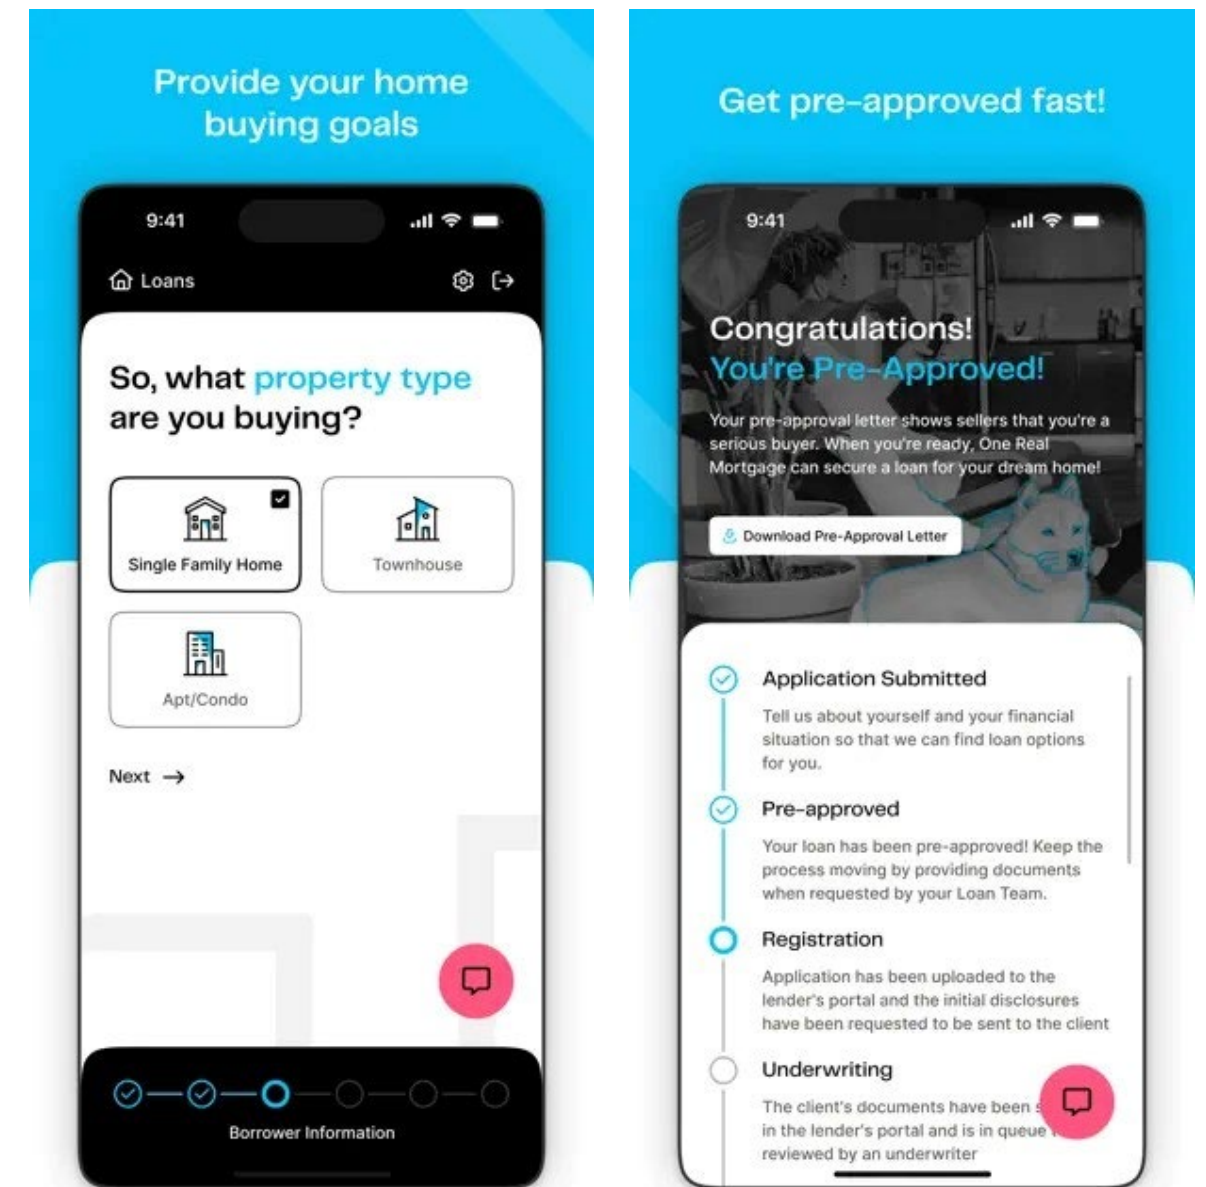 Provide your home
buying goals
9:41
Loans
So, what property type
are you buying?
Single Family Home
Townhouse
Apt/Condo
Next
Borrower Information
Get pre-approved fast!
9:41
Congratulations!
You're Pre-Approved!
Your pre-approval letter shows sellers that you're a
serious buyer. When you're ready, One Real
Mortgage can secure a loan for your dream home!
Download Pre-Approval Letter
Application Submitted
Tell us about yourself and your financial
situation so that we can find loan options
for you.
Pre-approved
Your loan has been pre-approved! Keep the
process moving by providing documents
when requested by your Loan Team.
Registration
Application has been uploaded to the
lender's portal and the initial disclosures
have been requested to be sent to the client
Underwriting
The client's documents have been
in the lender's portal and is in queue
reviewed by an underwriter